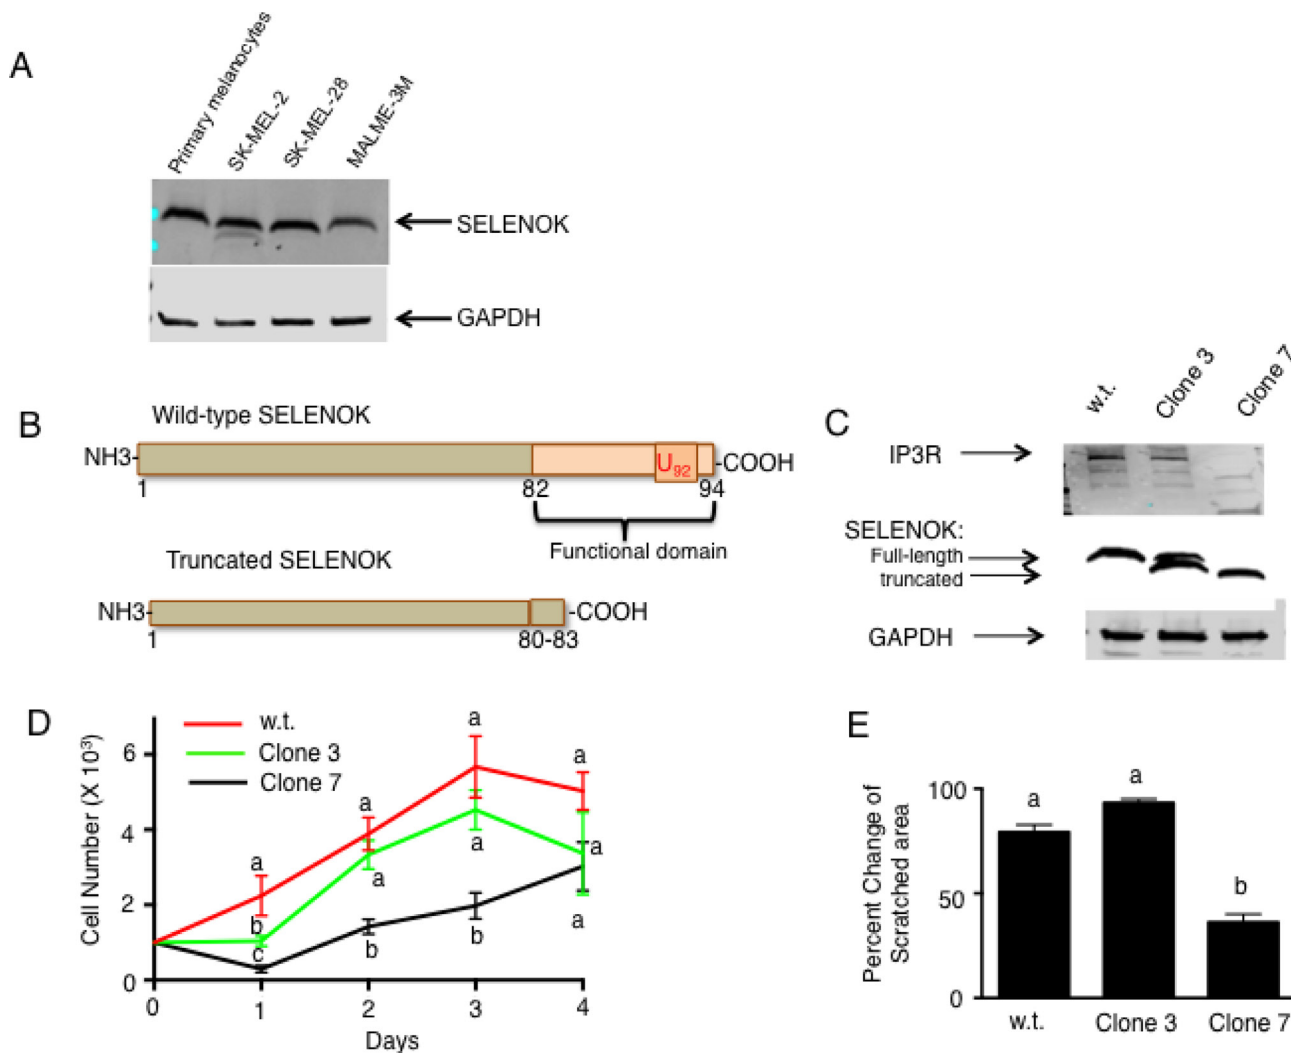 A
Primary melanocytes
SK-MEL-2
SK-MEL-28
MALME-3M
SELENOK
GAPDH
B
Wild-type SELENOK
NH3-
U92
-COOH
1
82
94
Functional domain
Truncated SELENOK
NH3-
-COOH
1
80-83
C
w.t.
Clone 3
Clone 7
IP3R
SELENOK:
Full-length
truncated
GAPDH
D
w.t.
Clone 3
Clone 7
Cell Number (X 10³)
6
4
2
0
a
b
c
a
a
b
a
a
b
a
a
a
0
1
2
3
4
Days
E
Percent Change of
Scratched area
100
50
0
a
a
b
w.t.
Clone 3
Clone 7